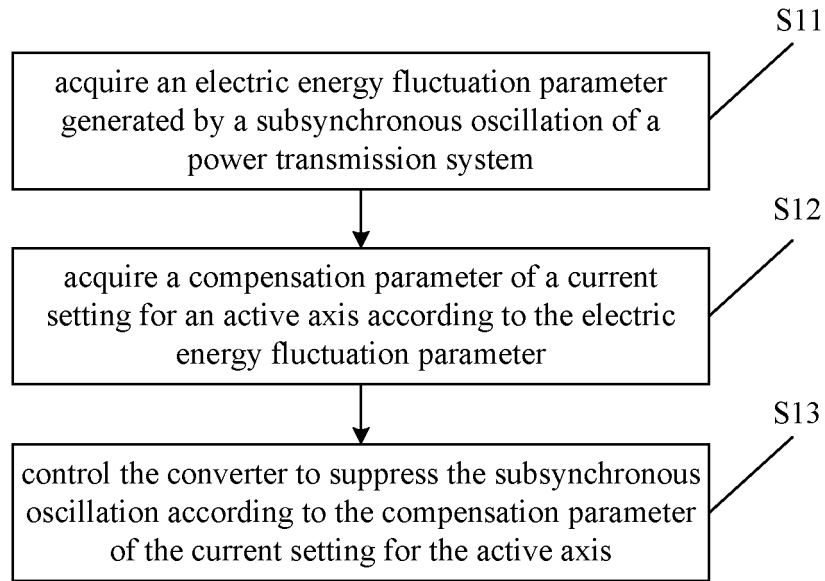 S11
acquire an electric energy fluctuation parameter
generated by a subsynchronous oscillation of a
power transmission system
S12
acquire a compensation parameter of a current
setting for an active axis according to the electric
energy fluctuation parameter
S13
control the converter to suppress the subsynchronous
oscillation according to the compensation parameter
of the current setting for the active axis